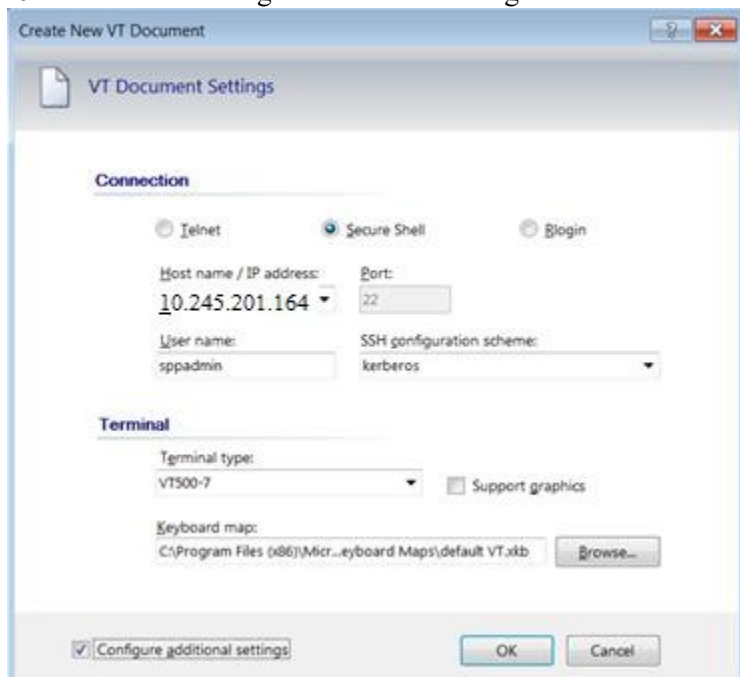 Create New VT Document
VT Document Settings
Connection
Telnet Secure Shell Rlogin
Host name / IP address: Port:
10.245.201.164 22
User name: SSH configuration scheme:
sppadmin kerberos
Terminal
Terminal type:
VT500-7 Support graphics
Keyboard map:
C:\Program Files (x86)\Micr...eyboard Maps\default VT.xkb Browse...
Configure additional settings OK Cancel